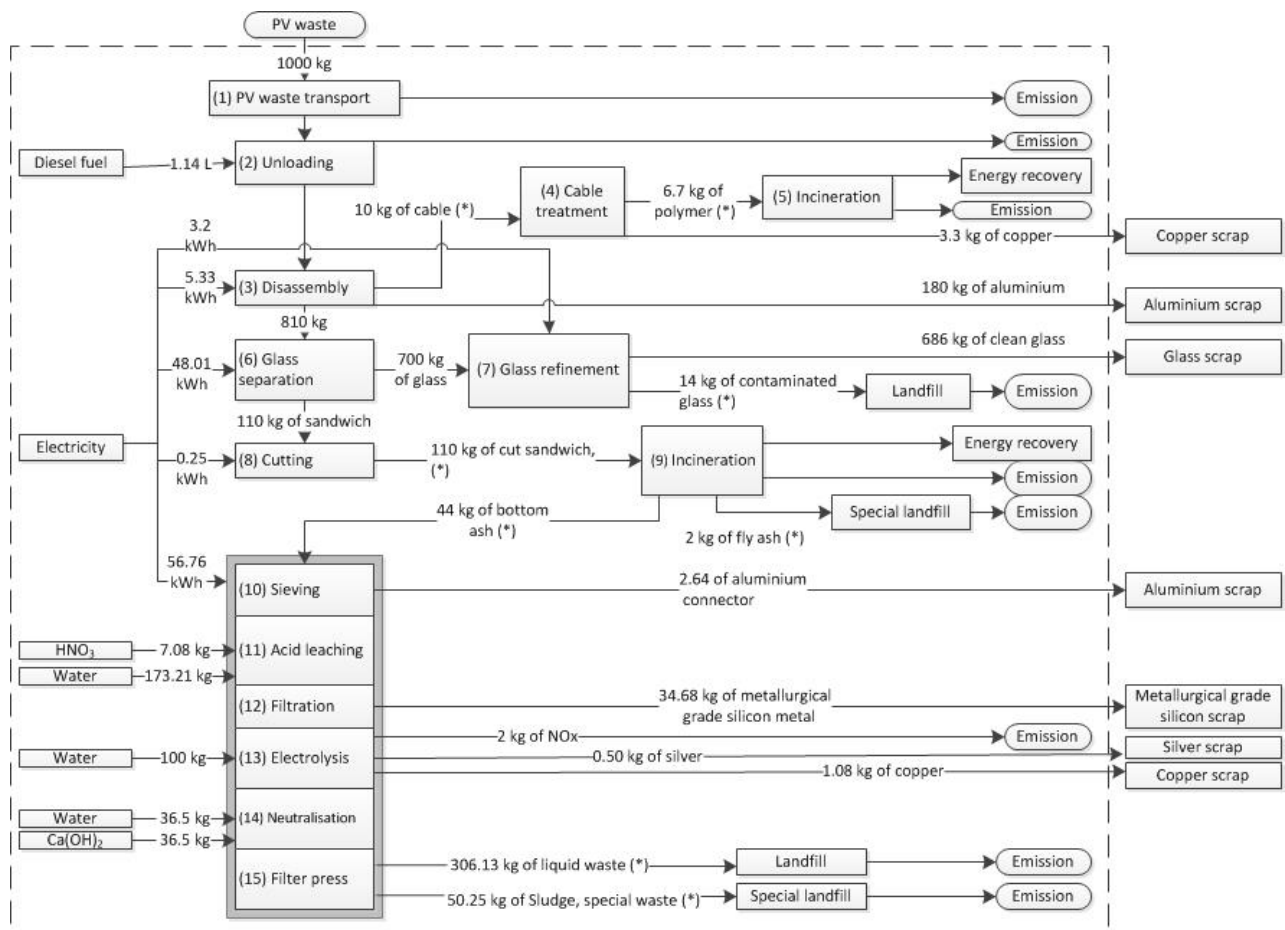 PV waste
1000 kg
(1) PV waste transport
Emission
Diesel fuel
1.14 L
(2) Unloading
Emission
(4) Cable
treatment
6.7 kg of
polymer (*)
(5) Incineration
Energy recovery
Emission
10 kg of cable (*)
3.3 kg of copper
Copper scrap
3.2
kWh
5.33
kWh
(3) Disassembly
180 kg of aluminium
Aluminium scrap
810 kg
48.01
kWh
(6) Glass
separation
700 kg
of glass
(7) Glass refinement
686 kg of clean glass
Glass scrap
14 kg of contaminated
glass (*)
Landfill
Emission
110 kg of sandwich
Electricity
0.25
kWh
(8) Cutting
110 kg of cut sandwich,
(*)
(9) Incineration
Energy recovery
Emission
Special landfill
Emission
44 kg of bottom
ash (*)
2 kg of fly ash (*)
56.76
kWh
(10) Sieving
2.64 of aluminium
connector
Aluminium scrap
HNO₃
7.08 kg
(11) Acid leaching
Water
173.21 kg
(12) Filtration
34.68 kg of metallurgical
grade silicon metal
Metallurgical grade
silicon scrap
2 kg of NOx
Emission
Water
100 kg
(13) Electrolysis
0.50 kg of silver
Silver scrap
1.08 kg of copper
Copper scrap
Water
36.5 kg
(14) Neutralisation
Ca(OH)₂
36.5 kg
(15) Filter press
306.13 kg of liquid waste (*)
Landfill
Emission
50.25 kg of Sludge, special waste (*)
Special landfill
Emission